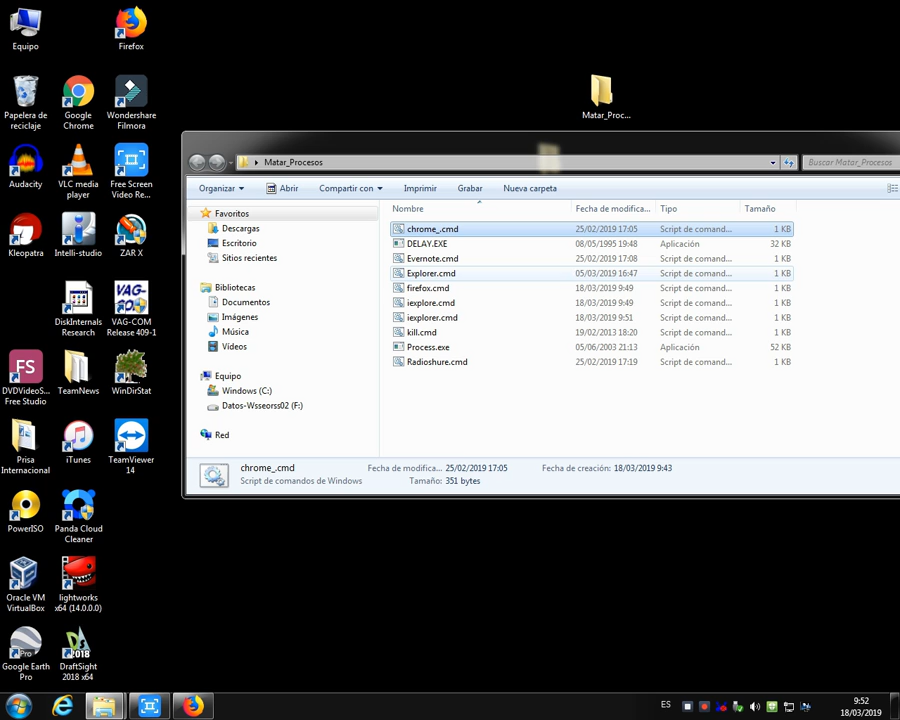 Equipo
Firefox
Papelera de reciclaje
Google Chrome
Wondershare Filmora
Matar_Proc...
Audacity
VLC media player
Free Screen Video Re...
Kleopatra
Intelli-studio
ZAR X
DiskInternals Research
VAG-COM Release 409-1
DVDVideoS... Free Studio
TeamNews
WinDirStat
Prisa Internacional
iTunes
TeamViewer 14
PowerISO
Panda Cloud Cleaner
Oracle VM VirtualBox
lightworks x64 (14.0.0.0)
Google Earth Pro
DraftSight 2018 x64
Matar_Procesos
Buscar Matar_Procesos
Organizar
Abrir
Compartir con
Imprimir
Grabar
Nueva carpeta
Favoritos
Descargas
Escritorio
Sitios recientes
Bibliotecas
Documentos
Imágenes
Música
Vídeos
Equipo
Windows (C:)
Datos-Wsseorss02 (F:)
Red
Nombre Fecha de modifica... Tipo Tamaño
chrome_.cmd 25/02/2019 17:05 Script de comand... 1 KB
DELAY.EXE 08/05/1995 19:48 Aplicación 32 KB
Evernote.cmd 25/02/2019 17:08 Script de comand... 1 KB
Explorer.cmd 05/03/2019 16:47 Script de comand... 1 KB
firefox.cmd 18/03/2019 9:49 Script de comand... 1 KB
iexplore.cmd 18/03/2019 9:49 Script de comand... 1 KB
iexplorer.cmd 18/03/2019 9:51 Script de comand... 1 KB
kill.cmd 19/02/2013 18:20 Script de comand... 1 KB
Process.exe 05/06/2003 21:13 Aplicación 52 KB
Radioshure.cmd 25/02/2019 17:19 Script de comand... 1 KB
chrome_.cmd Fecha de modifica... 25/02/2019 17:05 Fecha de creación: 18/03/2019 9:43
Script de comandos de Windows Tamaño: 351 bytes
ES
9:52
18/03/2019